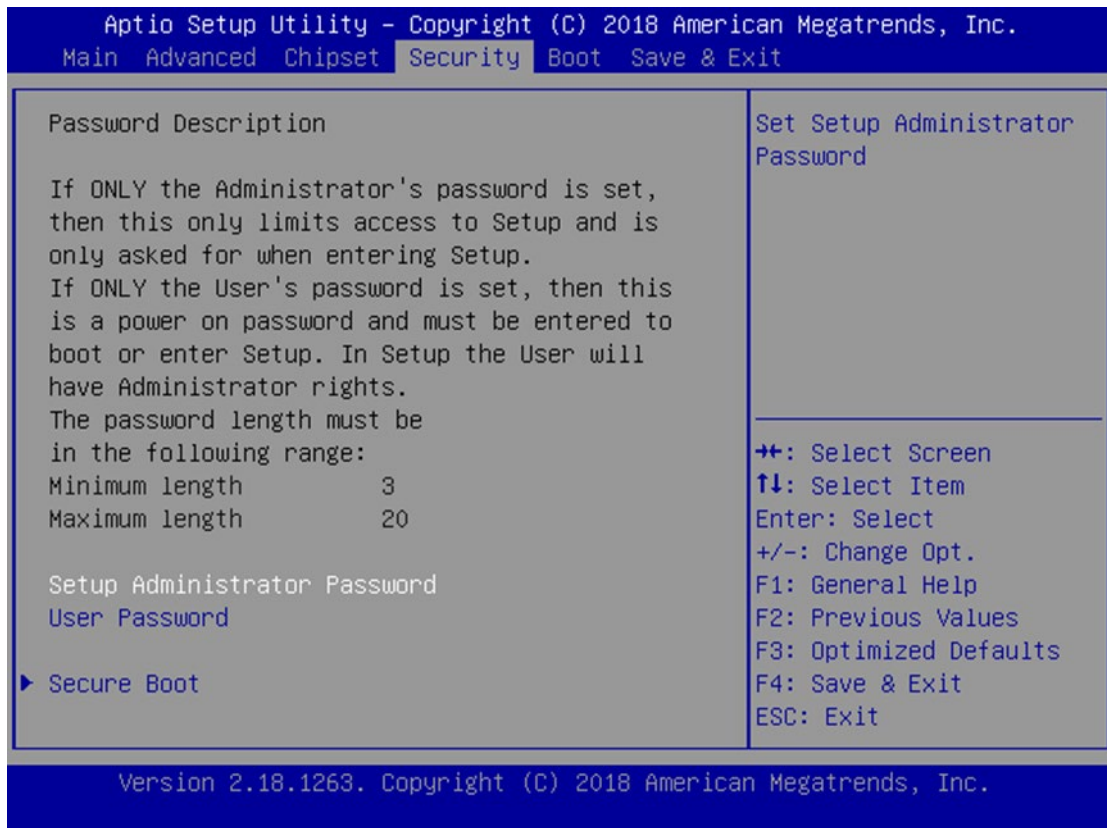 Aptio Setup Utility – Copyright (C) 2018 American Megatrends, Inc.
Main Advanced Chipset Security Boot Save & Exit
Password Description
If ONLY the Administrator's password is set,
then this only limits access to Setup and is
only asked for when entering Setup.
If ONLY the User's password is set, then this
is a power on password and must be entered to
boot or enter Setup. In Setup the User will
have Administrator rights.
The password length must be
in the following range:
Minimum length 3
Maximum length 20
Setup Administrator Password
User Password
▶ Secure Boot
Set Setup Administrator
Password
→←: Select Screen
↑↓: Select Item
Enter: Select
+/-: Change Opt.
F1: General Help
F2: Previous Values
F3: Optimized Defaults
F4: Save & Exit
ESC: Exit
Version 2.18.1263. Copyright (C) 2018 American Megatrends, Inc.